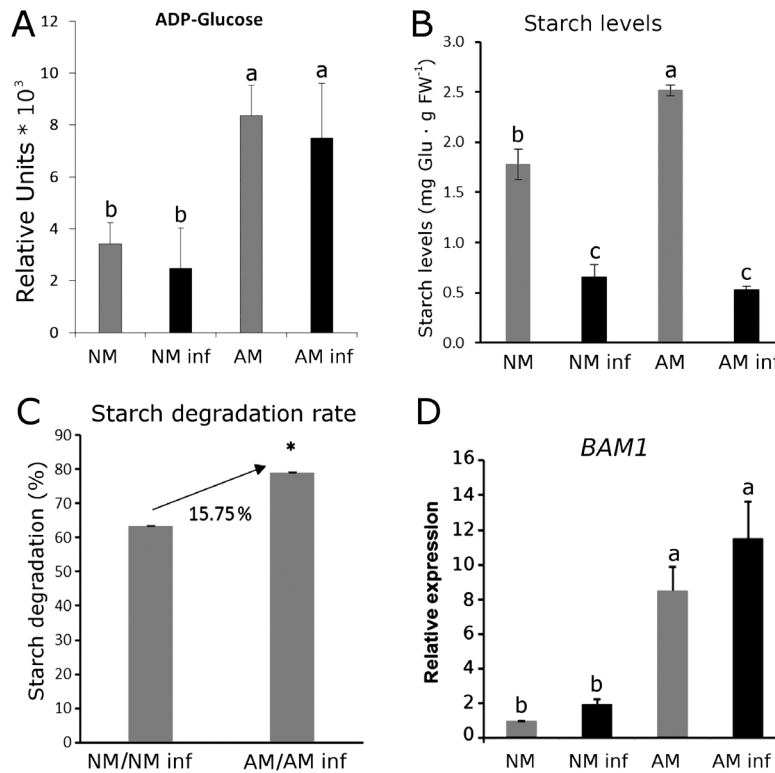 A
ADP-Glucose
Relative Units * 10³
12
10
8
6
4
2
0
b
b
a
a
NM
NM inf
AM
AM inf
B
Starch levels
Starch levels (mg Glu · g FW⁻¹)
3.0
2.5
2.0
1.5
1.0
0.5
0.0
b
c
a
c
NM
NM inf
AM
AM inf
C
Starch degradation rate
Starch degradation (%)
90
80
70
60
50
40
30
20
10
0
15.75%
*
NM/NM inf
AM/AM inf
D
BAM1
Relative expression
16
14
12
10
8
6
4
2
0
b
b
a
a
NM
NM inf
AM
AM inf